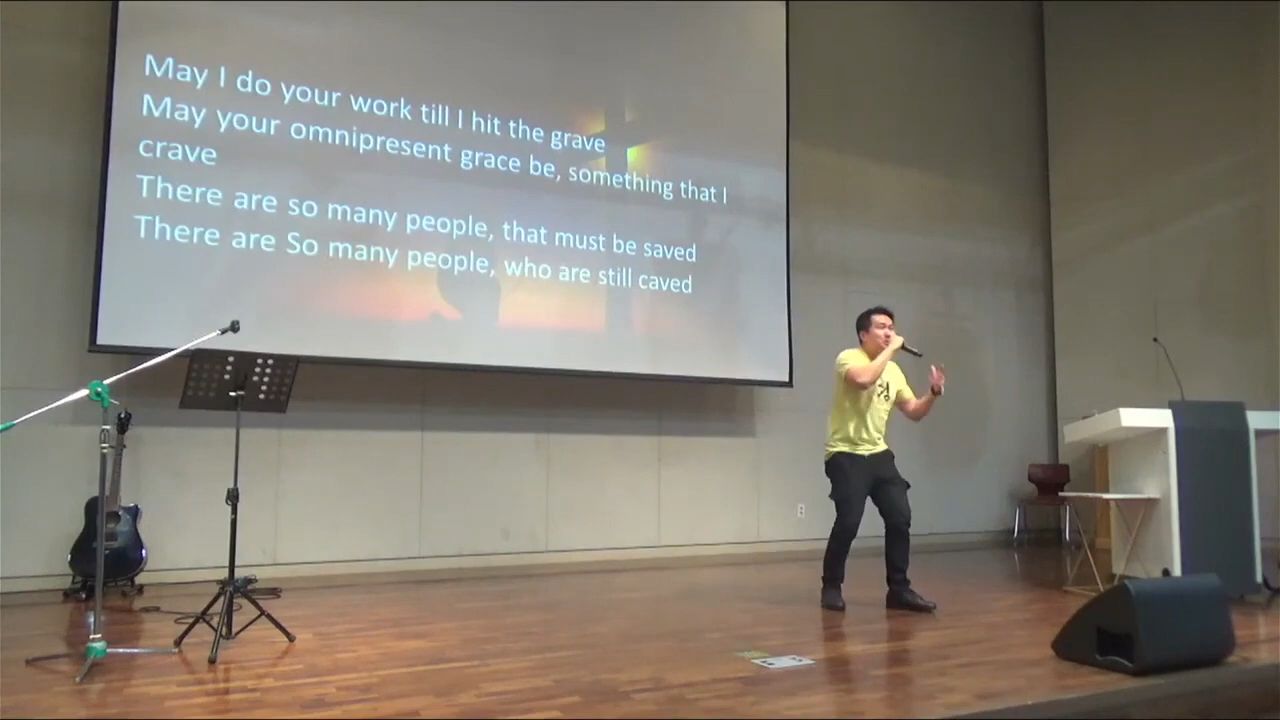 May I do your work till I hit the grave
May your omnipresent grace be, something that I
crave
There are so many people, that must be saved
There are So many people, who are still caved